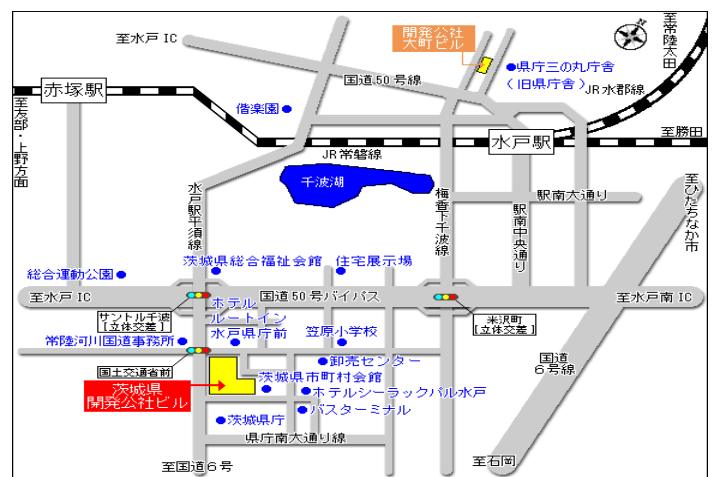 開発公社
大町ビル
N
至常陸太田
至水戸IC
県庁三の丸庁舎
（旧県庁舎）
国道50号線
JR水郡線
赤塚駅
偕楽園
至友部・上野方面
水戸駅
至勝田
JR常磐線
千波湖
水戸駅平須線
梅香下千波線
駅南大通り
駅南中央通り
至ひたちなか市
茨城県総合福祉会館
住宅展示場
総合運動公園
至水戸IC
国道50号バイパス
至水戸南IC
サントル千波
[立体交差]
ホテル
ルートイン
水戸県庁前
米沢町
[立体交差]
常陸河川国道事務所
笠原小学校
国道
6号線
国土交通省前
卸売センター
茨城県
開発公社ビル
茨城県市町村会館
ホテルシーラックパル水戸
バスターミナル
茨城県庁
県庁南大通り線
至国道6号
至石岡